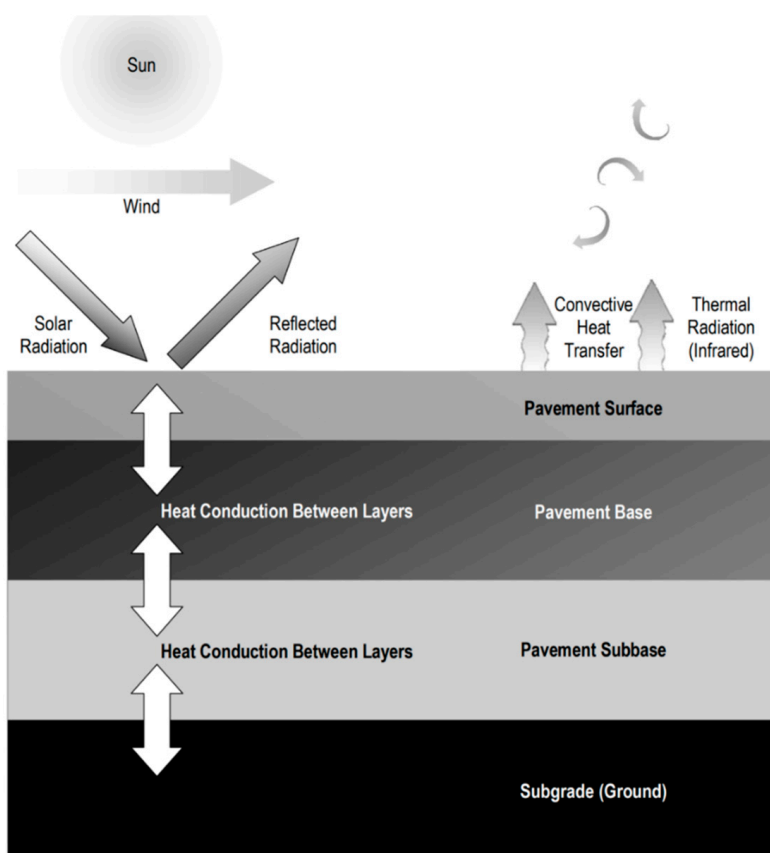 Sun
Wind
Solar
Radiation
Reflected
Radiation
Convective
Heat
Transfer
Thermal
Radiation
(Infrared)
Pavement Surface
Heat Conduction Between Layers
Pavement Base
Heat Conduction Between Layers
Pavement Subbase
Subgrade (Ground)